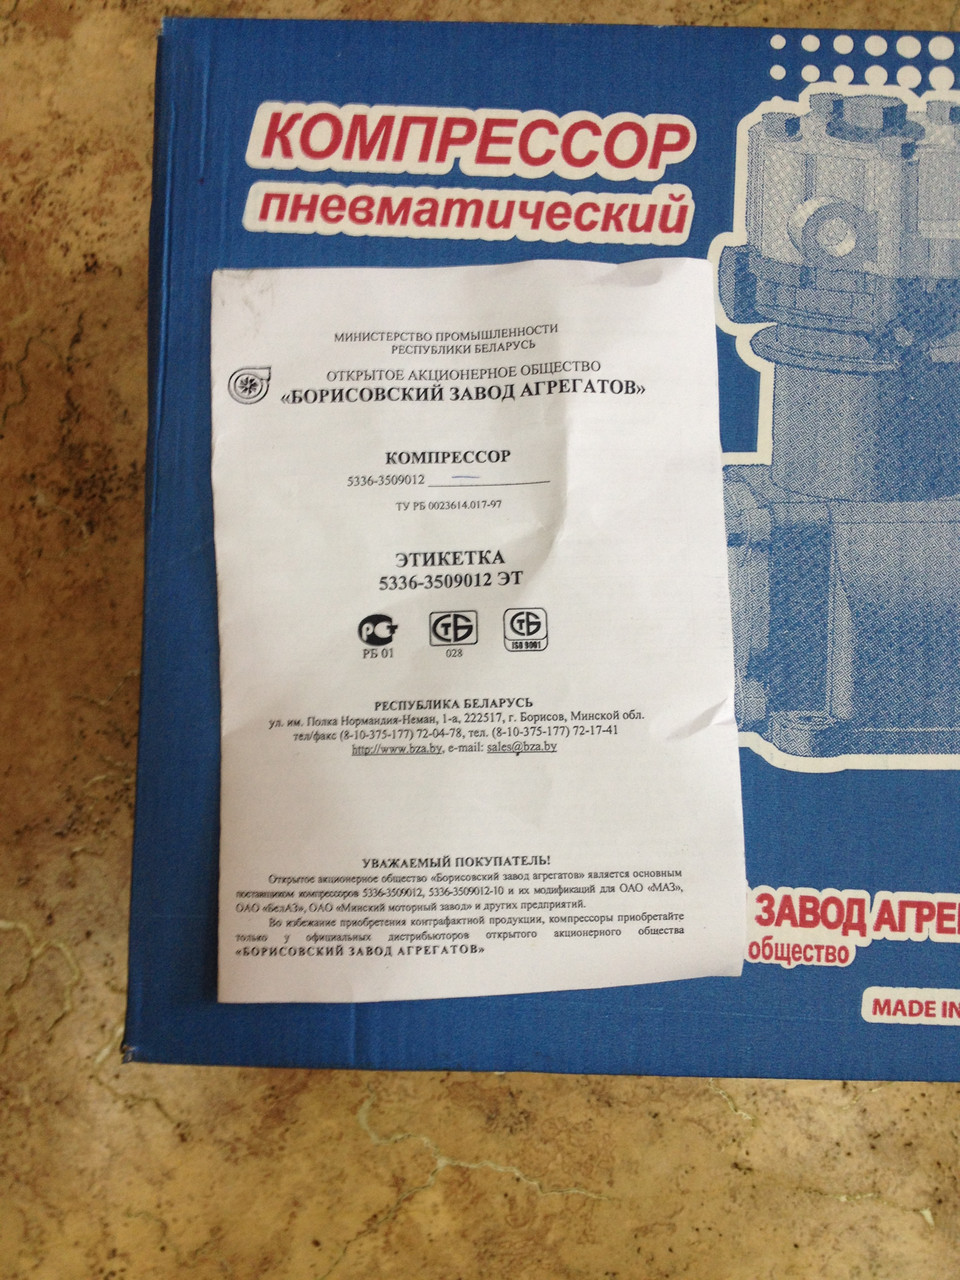 КОМПРЕССОР
пневматический
МИНИСТЕРСТВО ПРОМЫШЛЕННОСТИ
РЕСПУБЛИКИ БЕЛАРУСЬ
ОТКРЫТОЕ АКЦИОНЕРНОЕ ОБЩЕСТВО
«БОРИСОВСКИЙ ЗАВОД АГРЕГАТОВ»
КОМПРЕССОР
5336-3509012 —
ТУ РБ 0023614.017-97
ЭТИКЕТКА
5336-3509012 ЭТ
РСТ СТБ СТБ
ISO 9001
РБ 01 028
РЕСПУБЛИКА БЕЛАРУСЬ
ул. им. Полка Нормандия-Неман, 1-а, 222517, г. Борисов, Минской обл.
тел/факс (8-10-375-177) 72-04-78, тел. (8-10-375-177) 72-17-41
http://www.bza.by, e-mail: sales@bza.by
УВАЖАЕМЫЙ ПОКУПАТЕЛЬ!
Открытое акционерное общество «Борисовский завод агрегатов» является основным
поставщиком компрессоров 5336-3509012, 5336-3509012-10 и их модификаций для ОАО «МАЗ»,
ОАО «БелАЗ», ОАО «Минский моторный завод» и других предприятий.
Во избежание приобретения контрафактной продукции, компрессоры приобретайте
только у официальных дистрибьюторов открытого акционерного общества
«БОРИСОВСКИЙ ЗАВОД АГРЕГАТОВ»
ЗАВОД АГРЕ
общество
MADE IN